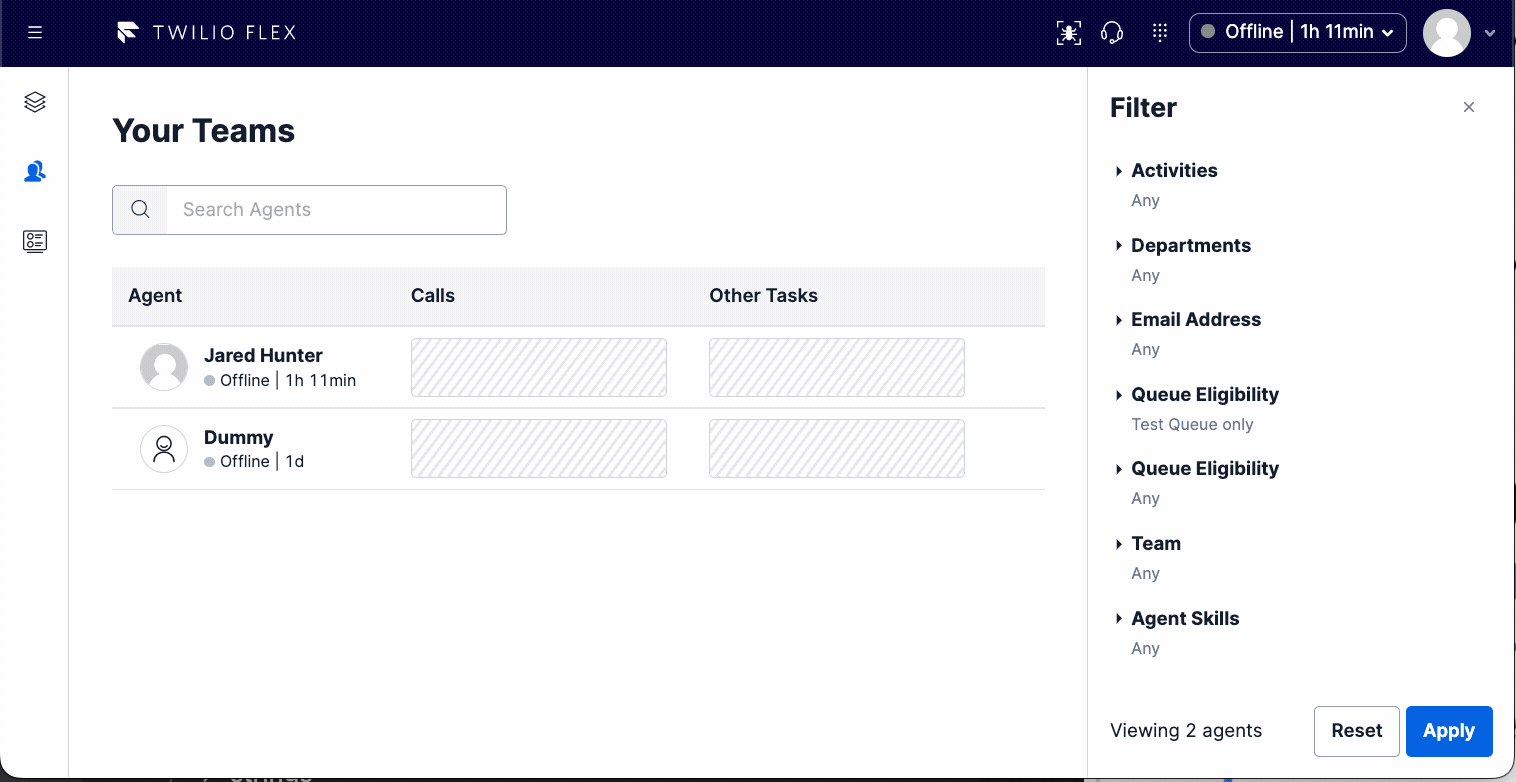 TWILIO FLEX
Offline | 1h 11min
Your Teams
Search Agents
Agent Calls Other Tasks
Jared Hunter
Offline | 1h 11min
Dummy
Offline | 1d
Filter
Activities
Any
Departments
Any
Email Address
Any
Queue Eligibility
Test Queue only
Queue Eligibility
Any
Team
Any
Agent Skills
Any
Viewing 2 agents
Reset
Apply